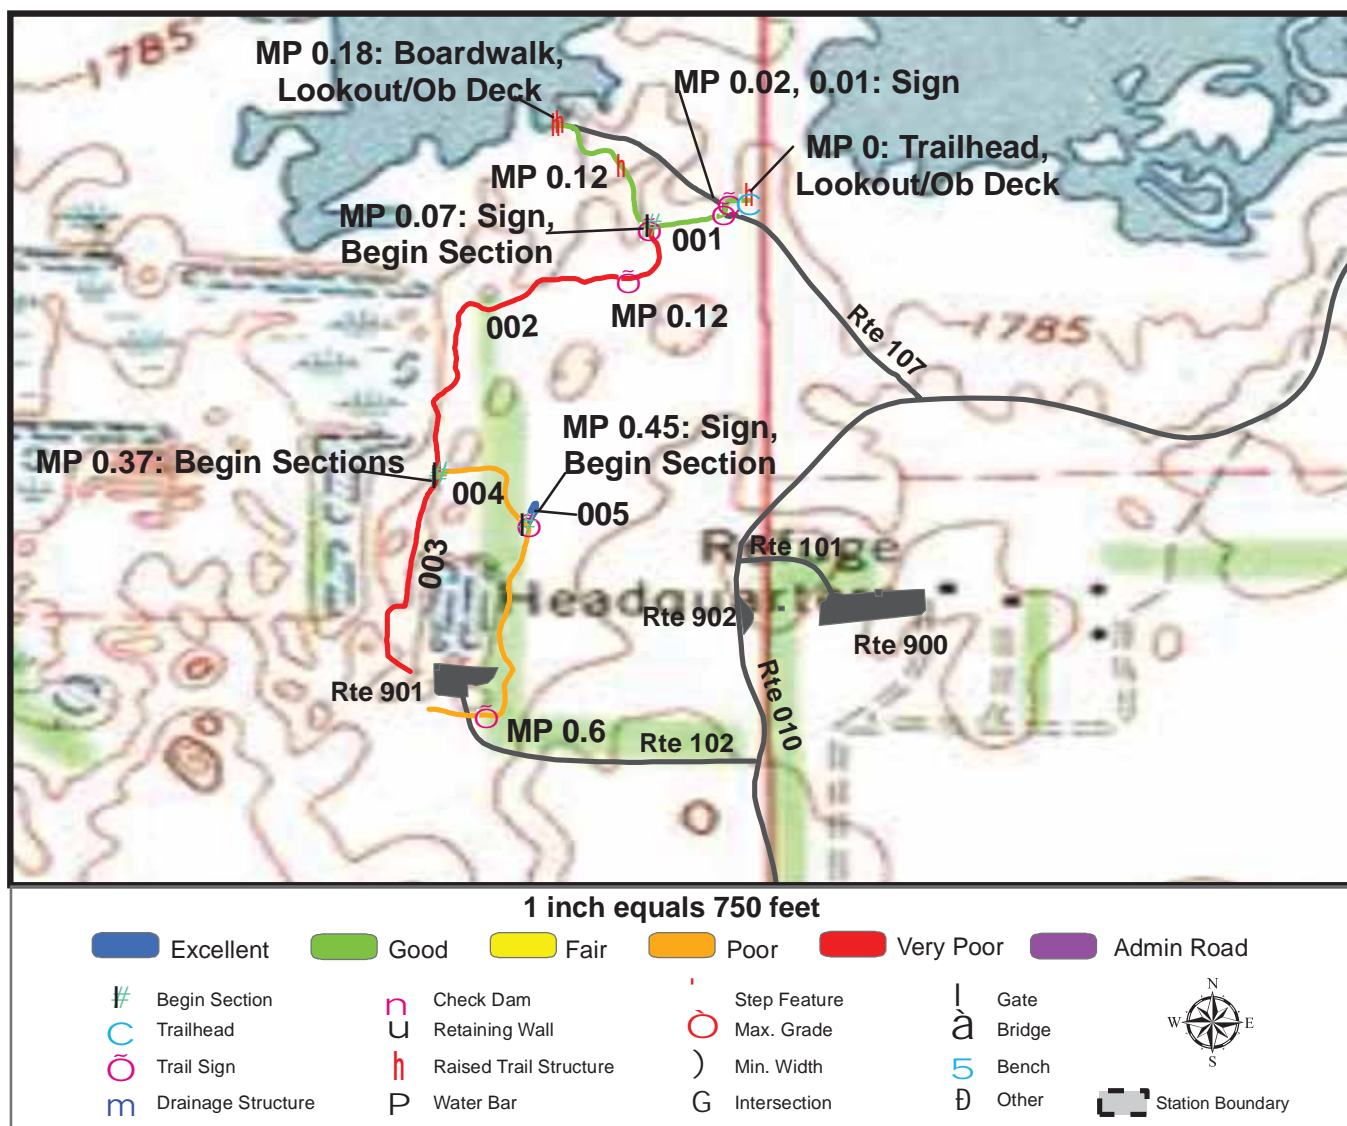 1785
MP 0.18: Boardwalk,
Lookout/Ob Deck
MP 0.02, 0.01: Sign
MP 0: Trailhead,
Lookout/Ob Deck
MP 0.12
MP 0.07: Sign,
Begin Section
001
002
MP 0.12
1785
Rte 107
S
MP 0.45: Sign,
Begin Section
MP 0.37: Begin Sections
004
005
003
Refuge
Headquarters
Rte 101
Rte 902
Rte 900
Rte 901
Rte 010
MP 0.6
Rte 102
1 inch equals 750 feet
Excellent
Good
Fair
Poor
Very Poor
Admin Road
# Begin Section
n Check Dam
' Step Feature
Gate
C Trailhead
u Retaining Wall
Ò Max. Grade
à Bridge
Õ Trail Sign
h Raised Trail Structure
) Min. Width
5 Bench
m Drainage Structure
P Water Bar
G Intersection
Ð Other
Station Boundary
N
W E
S